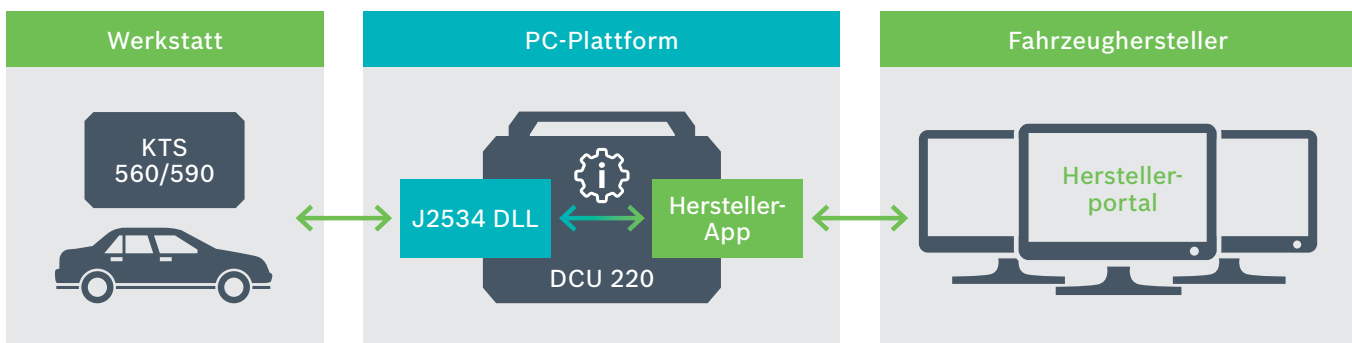 Werkstatt
KTS
560/590
PC-Plattform
J2534 DLL
i
Hersteller-
App
DCU 220
Fahrzeughersteller
Hersteller-
portal